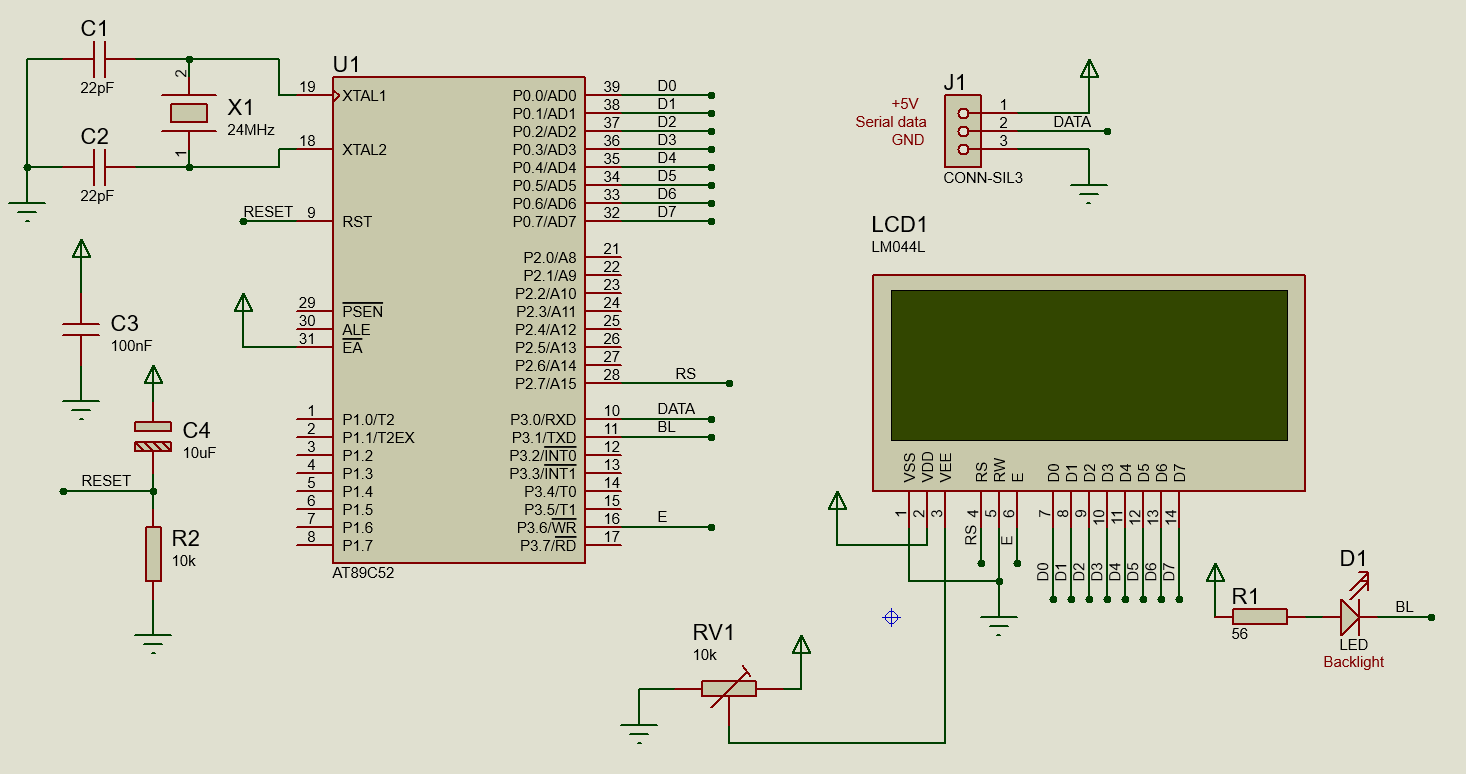 C1
22pF
C2
22pF
2
X1
24MHz
1
RESET
C3
100nF
C4
10uF
RESET
R2
10k
U1
19 XTAL1
18 XTAL2
9 RST
29 PSEN
30 ALE
31 EA
1 P1.0/T2
2 P1.1/T2EX
3 P1.2
4 P1.3
5 P1.4
6 P1.5
7 P1.6
8 P1.7
P0.0/AD0 39 D0
P0.1/AD1 38 D1
P0.2/AD2 37 D2
P0.3/AD3 36 D3
P0.4/AD4 35 D4
P0.5/AD5 34 D5
P0.6/AD6 33 D6
P0.7/AD7 32 D7
P2.0/A8 21
P2.1/A9 22
P2.2/A10 23
P2.3/A11 24
P2.4/A12 25
P2.5/A13 26
P2.6/A14 27
P2.7/A15 28 RS
P3.0/RXD 10 DATA
P3.1/TXD 11 BL
P3.2/INT0 12
P3.3/INT1 13
P3.4/T0 14
P3.5/T1 15
P3.6/WR 16 E
P3.7/RD 17
AT89C52
J1
+5V 1
Serial data 2 DATA
GND 3
CONN-SIL3
LCD1
LM044L
VSS VDD VEE RS RW E D0 D1 D2 D3 D4 D5 D6 D7
1 2 3 4 5 6 7 8 9 10 11 12 13 14
RS E D0 D1 D2 D3 D4 D5 D6 D7
RV1
10k
R1
56
D1
LED
Backlight
BL